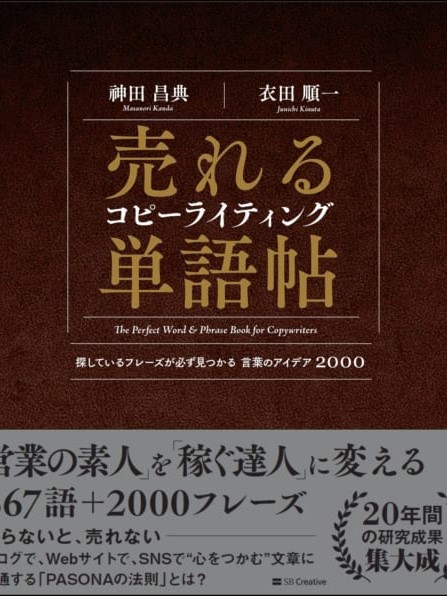 神田 昌典
Masanori Kanda
衣田 順一
Junichi Kinuta
売れる
コピーライティング
単語帖
The Perfect Word & Phrase Book for Copywriters
探しているフレーズが必ず見つかる 言葉のアイデア2000
営業の素人」を「稼ぐ達人」に変える
67語+2000フレーズ
らないと、売れない
ログで、Webサイトで、SNSで“心をつかむ”文章に
通する「PASONAの法則」とは?
20年間
の研究成果
集大成
SB Creative